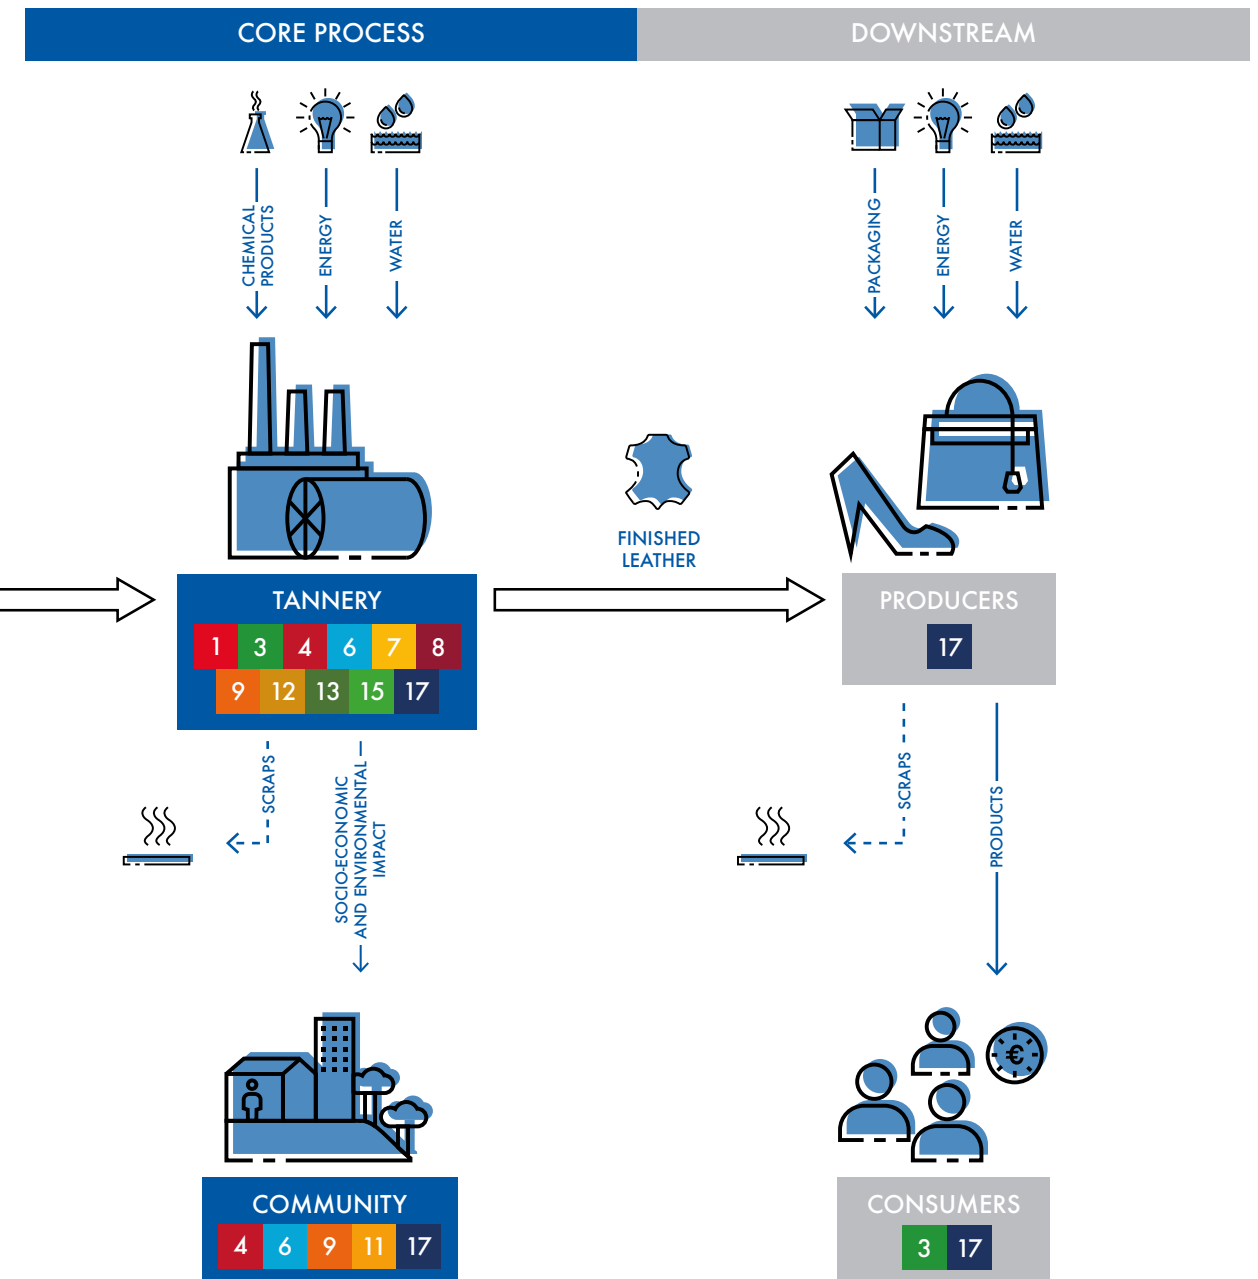 CORE PROCESS
DOWNSTREAM
CHEMICAL
PRODUCTS
ENERGY
WATER
PACKAGING
ENERGY
WATER
FINISHED
LEATHER
TANNERY
1 3 4 6 7 8
9 12 13 15 17
PRODUCERS
17
SCRAPS
SOCIO-ECONOMIC
AND ENVIRONMENTAL
IMPACT
SCRAPS
PRODUCTS
€
COMMUNITY
4 6 9 11 17
CONSUMERS
3 17